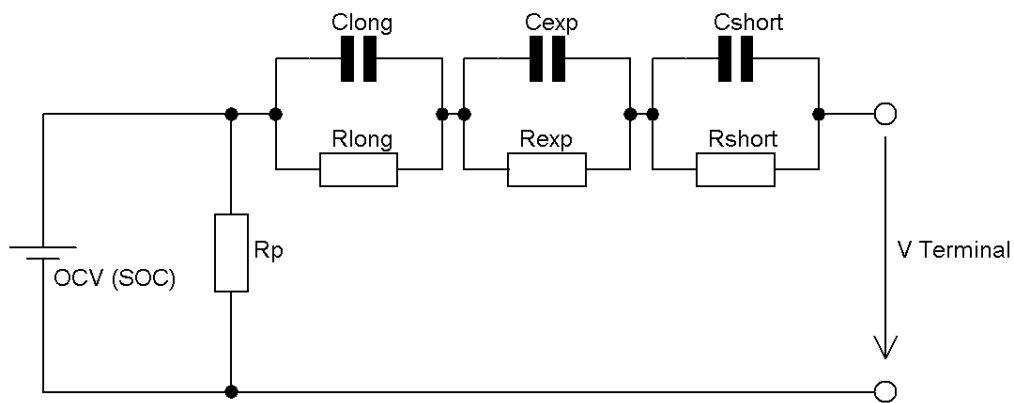 Clong
Cexp
Cshort
Rlong
Rexp
Rshort
Rp
V Terminal
OCV (SOC)